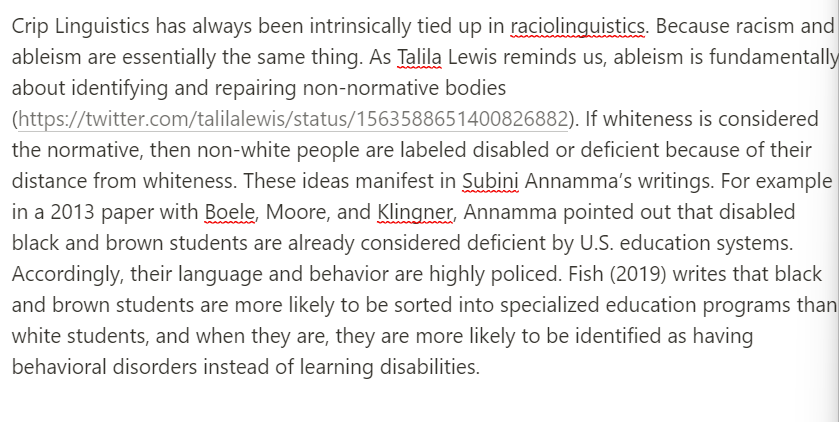 Crip Linguistics has always been intrinsically tied up in raciolinguistics. Because racism and
ableism are essentially the same thing. As Talila Lewis reminds us, ableism is fundamentally
about identifying and repairing non-normative bodies
(https://twitter.com/talilalewis/status/1563588651400826882). If whiteness is considered
the normative, then non-white people are labeled disabled or deficient because of their
distance from whiteness. These ideas manifest in Subini Annamma’s writings. For example
in a 2013 paper with Boele, Moore, and Klingner, Annamma pointed out that disabled
black and brown students are already considered deficient by U.S. education systems.
Accordingly, their language and behavior are highly policed. Fish (2019) writes that black
and brown students are more likely to be sorted into specialized education programs than
white students, and when they are, they are more likely to be identified as having
behavioral disorders instead of learning disabilities.